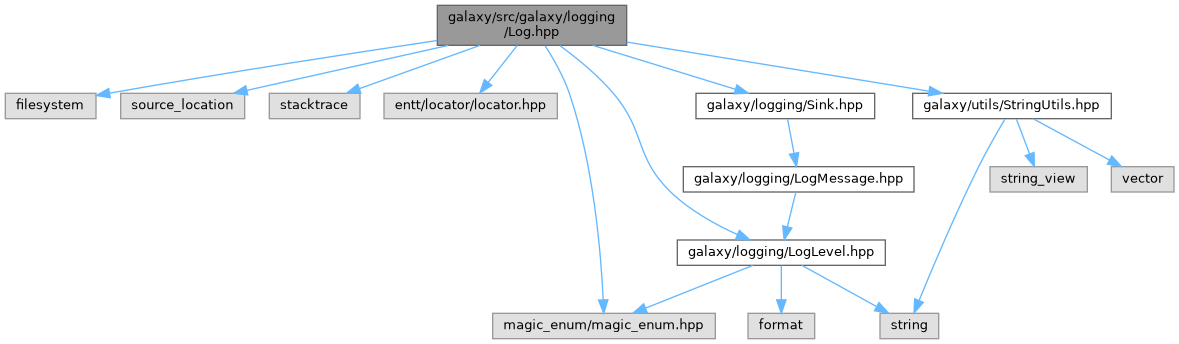 galaxy/src/galaxy/logging
/Log.hpp
filesystem
source_location
stacktrace
entt/locator/locator.hpp
galaxy/logging/Sink.hpp
galaxy/utils/StringUtils.hpp
galaxy/logging/LogMessage.hpp
string_view
vector
galaxy/logging/LogLevel.hpp
magic_enum/magic_enum.hpp
format
string